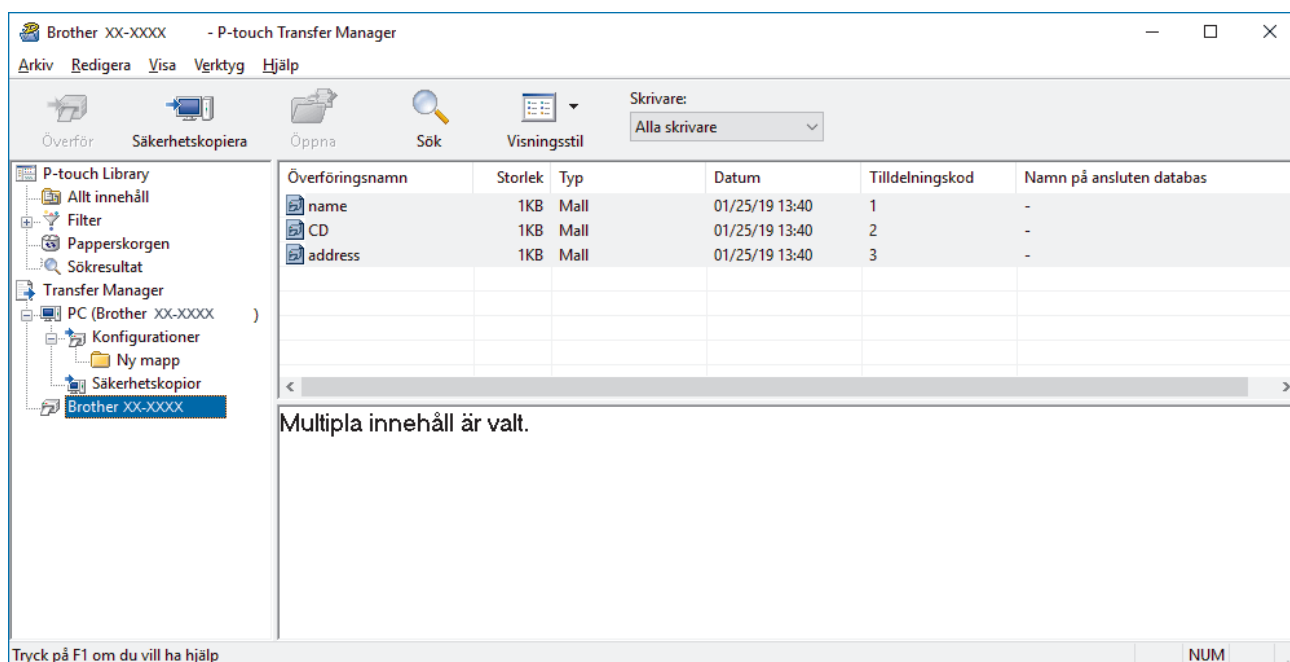 Brother XX-XXXX - P-touch Transfer Manager
Arkiv Redigera Visa Verktyg Hjälp
Skrivare:
Alla skrivare
Överför Säkerhetskopiera Öppna Sök Visningsstil
P-touch Library
Allt innehåll
Filter
Papperskorgen
Sökresultat
Transfer Manager
PC (Brother XX-XXXX )
Konfigurationer
Ny mapp
Säkerhetskopior
Brother XX-XXXX
Överföringsnamn Storlek Typ Datum Tilldelningskod Namn på ansluten databas
name 1KB Mall 01/25/19 13:40 1 -
CD 1KB Mall 01/25/19 13:40 2 -
address 1KB Mall 01/25/19 13:40 3 -
Multipla innehåll är valt.
Tryck på F1 om du vill ha hjälp NUM